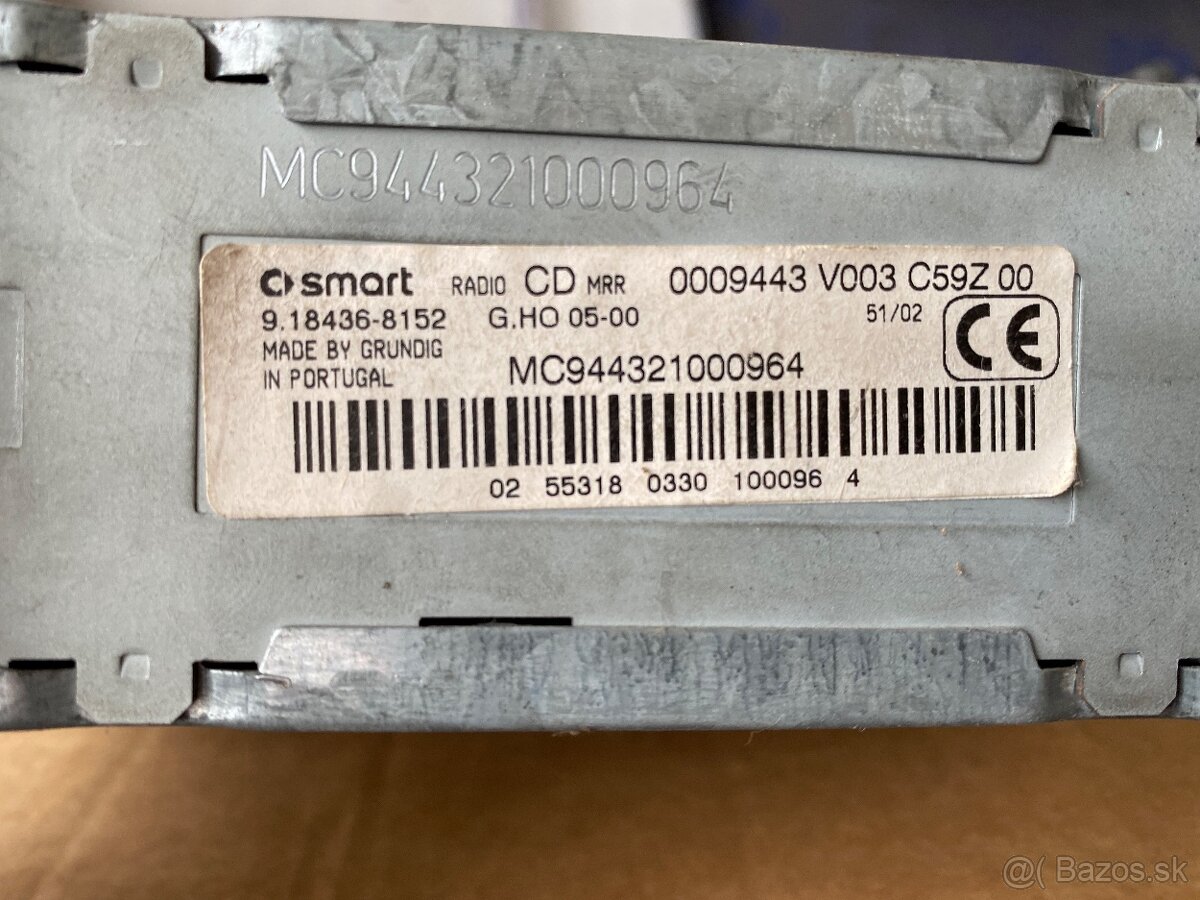 MC944321000964
smart RADIO CD MRR 0009443 V003 C59Z 00
9.18436-8152 G.HO 05-00 51/02
MADE BY GRUNDIG
IN PORTUGAL MC944321000964
CE
02 55318 0330 100096 4
@( Bazos.sk